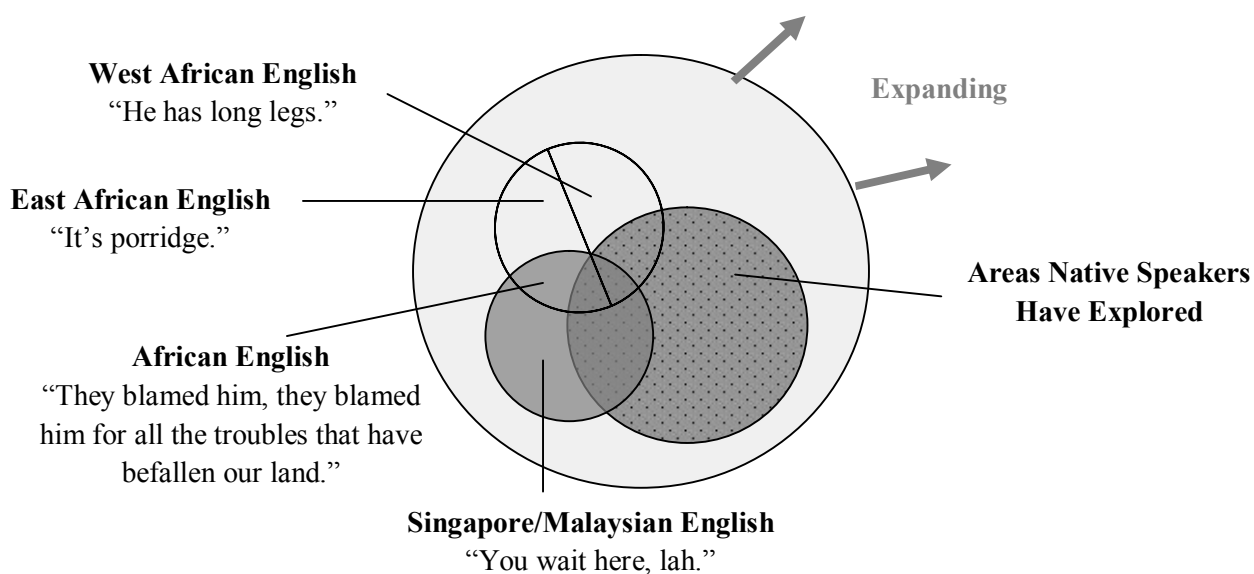 West African English
“He has long legs.”
Expanding
East African English
“It’s porridge.”
Areas Native Speakers
Have Explored
African English
“They blamed him, they blamed
him for all the troubles that have
befallen our land.”
Singapore/Malaysian English
“You wait here, lah.”